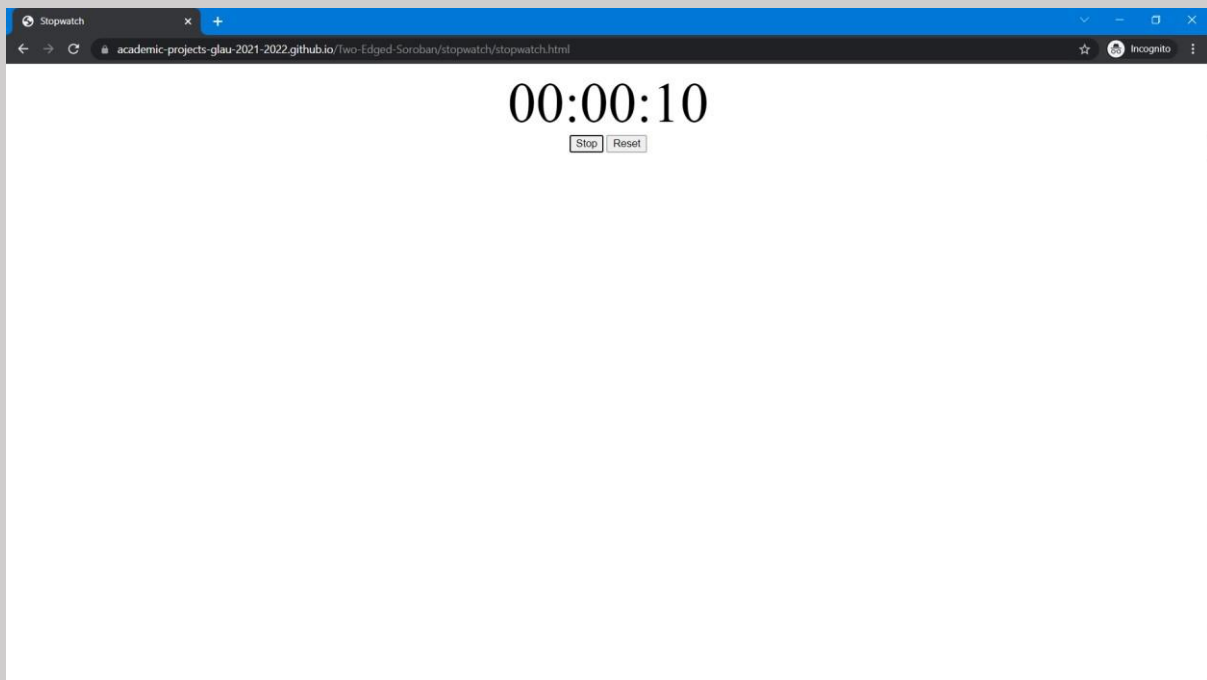 Stopwatch
academic-projects-glau-2021-2022.github.io/Two-Edged-Soroban/stopwatch/stopwatch.html
Incognito
00:00:10
Stop Reset